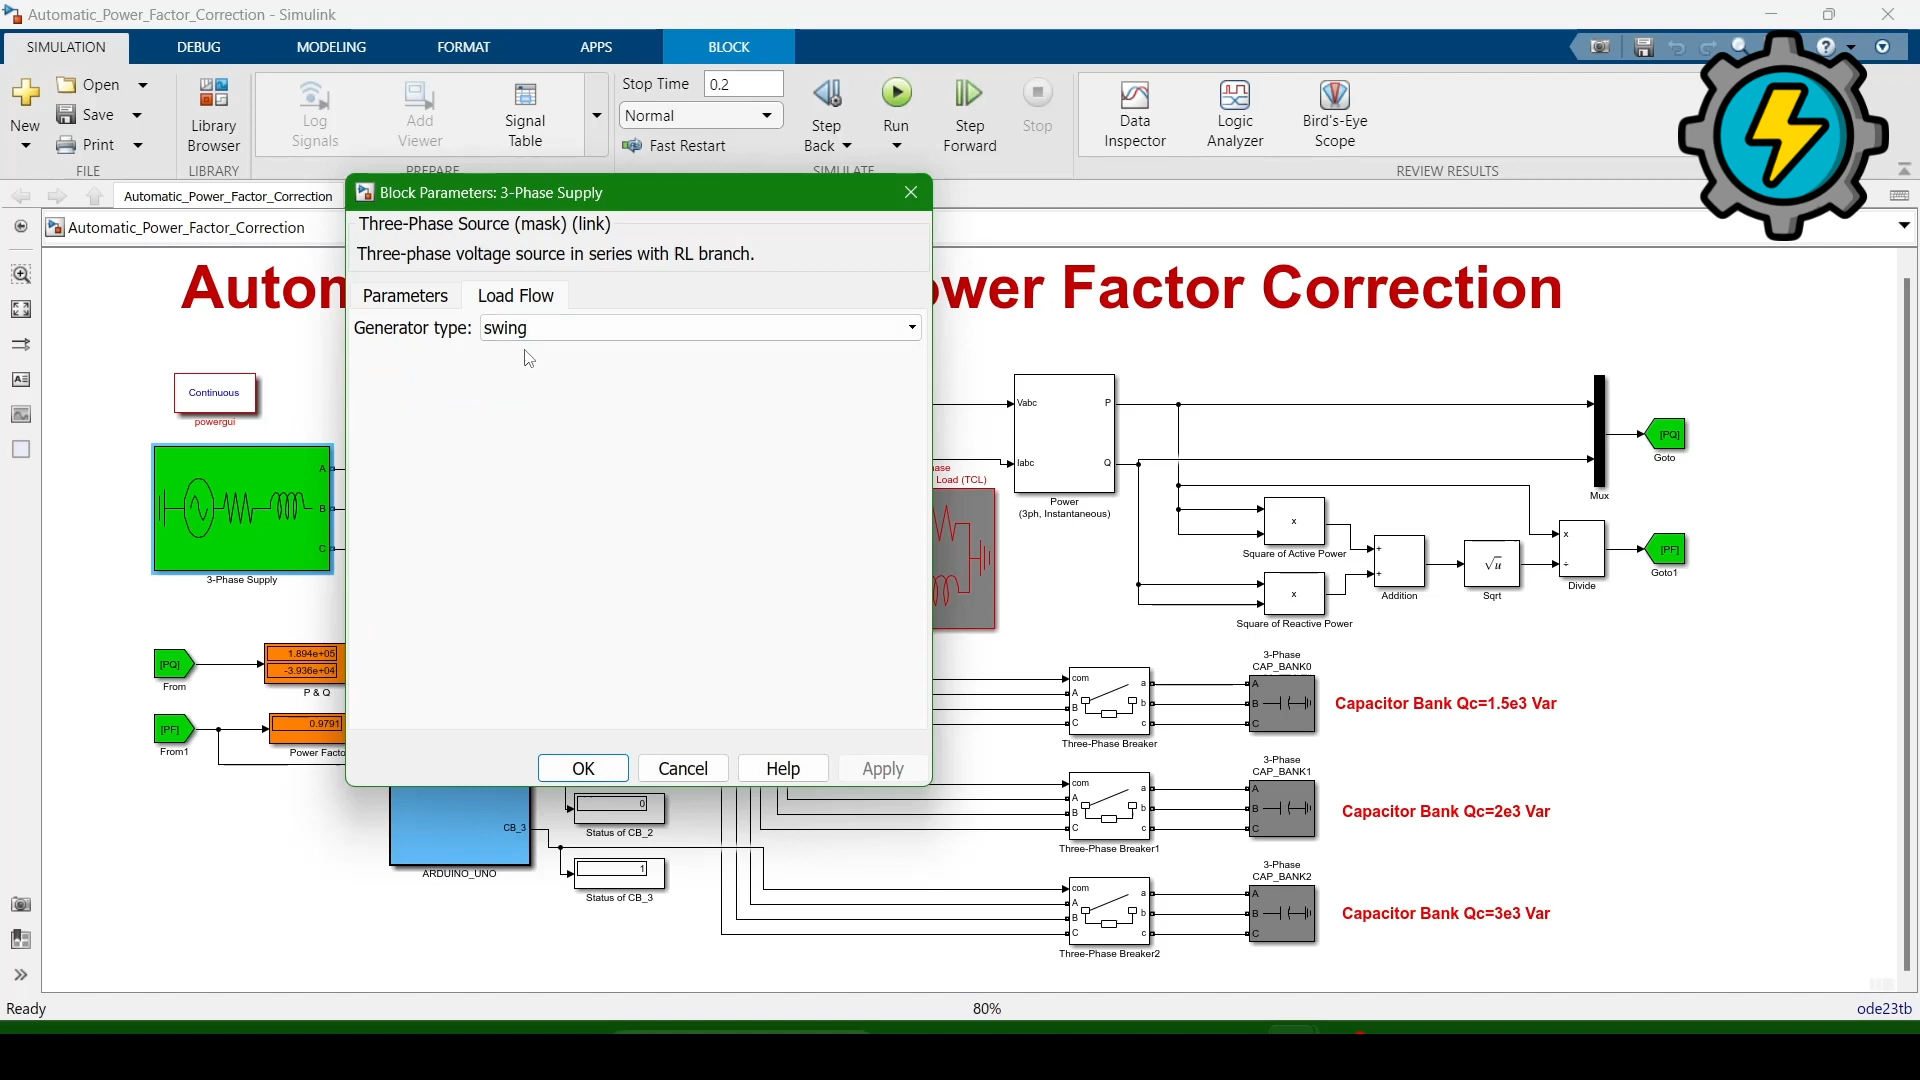 Automatic_Power_Factor_Correction - Simulink
SIMULATION DEBUG MODELING FORMAT APPS BLOCK
New
Open
Save
Print
FILE
Library
Browser
LIBRARY
Log
Signals
Add
Viewer
Signal
Table
PREPARE
Stop Time 0.2
Normal
Fast Restart
Step
Back
Run
Step
Forward
Stop
SIMULATE
Data
Inspector
Logic
Analyzer
Bird's-Eye
Scope
REVIEW RESULTS
Automatic_Power_Factor_Correction
Automatic_Power_Factor_Correction
Block Parameters: 3-Phase Supply
Three-Phase Source (mask) (link)
Three-phase voltage source in series with RL branch.
Parameters Load Flow
Generator type: swing
OK Cancel Help Apply
Auton
ower Factor Correction
Continuous
powergui
A
B
C
3-Phase Supply
[PQ]
From
1.894e+05
-3.936e+04
P & Q
[PF]
From1
0.9791
Power Facto
CB_3
ARDUINO_UNO
0
Status of CB_2
1
Status of CB_3
ase
Load (TCL)
Vabc
Iabc
P
Q
Power
(3ph, Instantaneous)
x
Square of Active Power
x
Square of Reactive Power
+
+
Addition
√u
Sqrt
x
÷
Divide
Mux
[PQ]
Goto
[PF]
Goto1
com
A
B
C
a
b
c
Three-Phase Breaker
3-Phase
CAP_BANK0
A
B
C
Capacitor Bank Qc=1.5e3 Var
com
A
B
C
a
b
c
Three-Phase Breaker1
3-Phase
CAP_BANK1
A
B
C
Capacitor Bank Qc=2e3 Var
com
A
B
C
a
b
c
Three-Phase Breaker2
3-Phase
CAP_BANK2
A
B
C
Capacitor Bank Qc=3e3 Var
Ready
80%
ode23tb